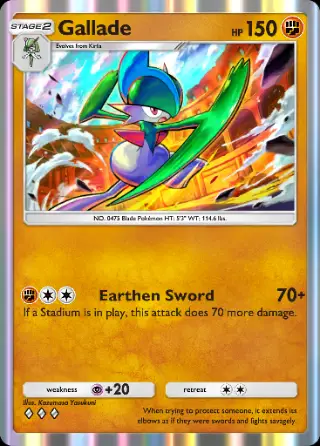 STAGE 2 Gallade HP 150
Evolves from Kirlia
NO. 0475 Blade Pokémon HT: 5'3" WT: 114.6 lbs.
Earthen Sword 70+
If a Stadium is in play, this attack does 70 more damage.
weakness +20 retreat
Illus. Kazumasa Yasukuni
When trying to protect someone, it extends its
elbows as if they were swords and fights savagely.